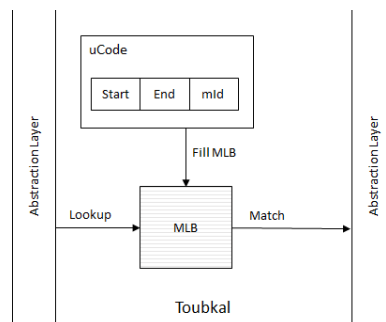 uCode
Start End mId
Fill MLB
Abstraction Layer
Abstraction Layer
Lookup
MLB
Match
Toubkal